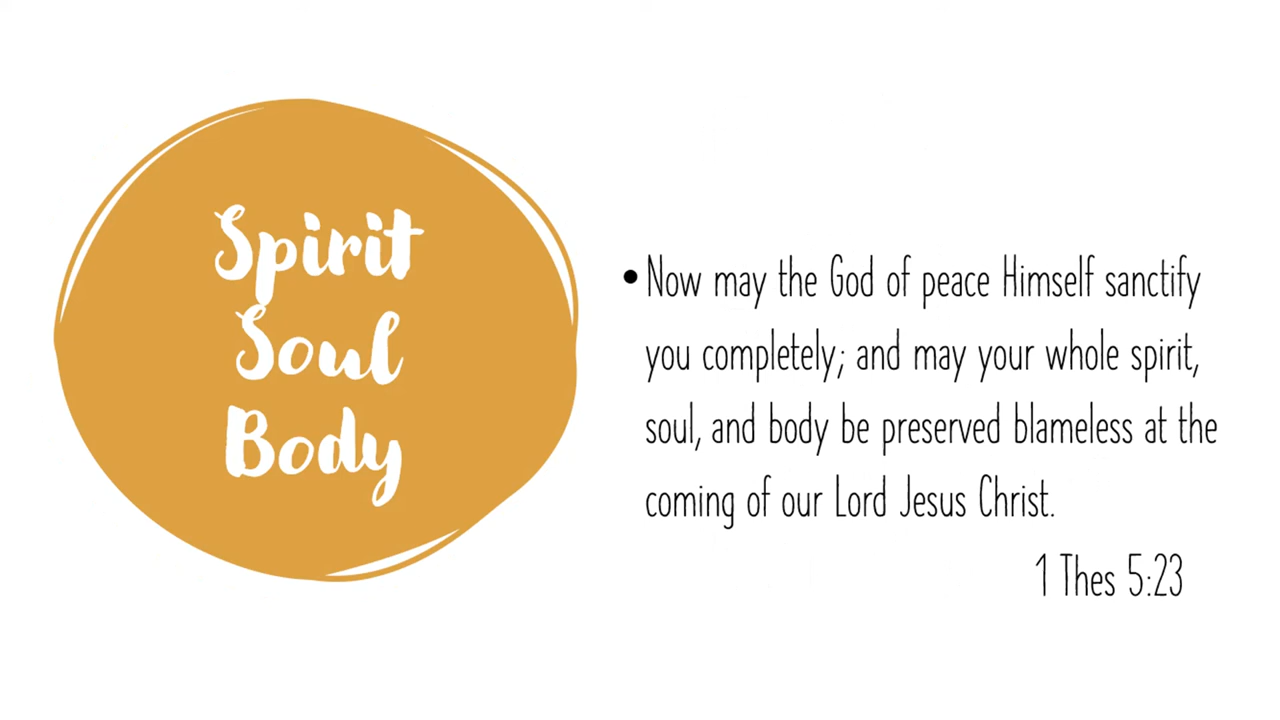 Spirit
Soul
Body
•Now may the God of peace Himself sanctify
you completely; and may your whole spirit,
soul, and body be preserved blameless at the
coming of our Lord Jesus Christ.
1 Thes 5:23